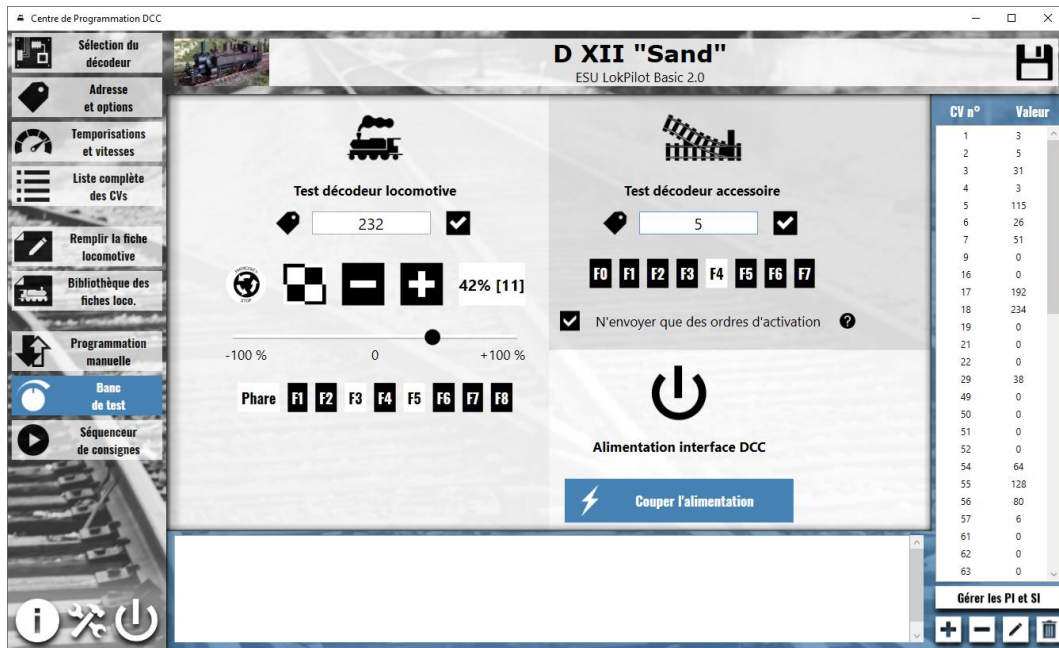 Centre de Programmation DCC
Sélection du
décodeur
Adresse
et options
Temporisations
et vitesses
Liste complète
des CVs
Remplir la fiche
locomotive
Bibliothèque des
fiches loco.
Programmation
manuelle
Banc
de test
Séquenceur
de consignes
D XII "Sand"
ESU LokPilot Basic 2.0
Test décodeur locomotive
232
42% [11]
-100 % 0 +100 %
Phare F1 F2 F3 F4 F5 F6 F7 F8
Test décodeur accessoire
5
F0 F1 F2 F3 F4 F5 F6 F7
N'envoyer que des ordres d'activation ?
Alimentation interface DCC
Couper l'alimentation
CV n° Valeur
1 3
2 5
3 31
4 3
5 115
6 26
7 51
9 0
16 0
17 192
18 234
19 0
21 0
22 0
29 38
49 0
50 0
51 0
52 0
54 64
55 128
56 80
57 6
61 0
62 0
63 0
Gérer les PI et SI